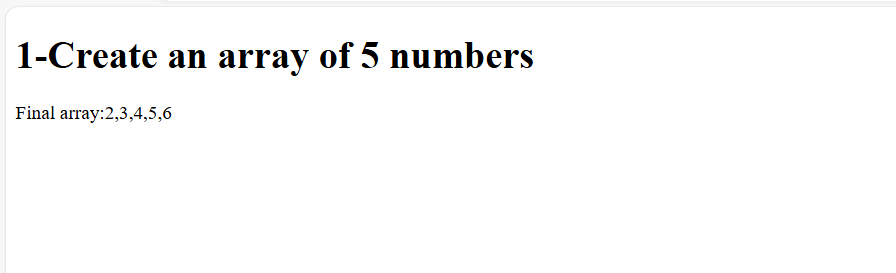 1-Create an array of 5 numbers
Final array:2,3,4,5,6